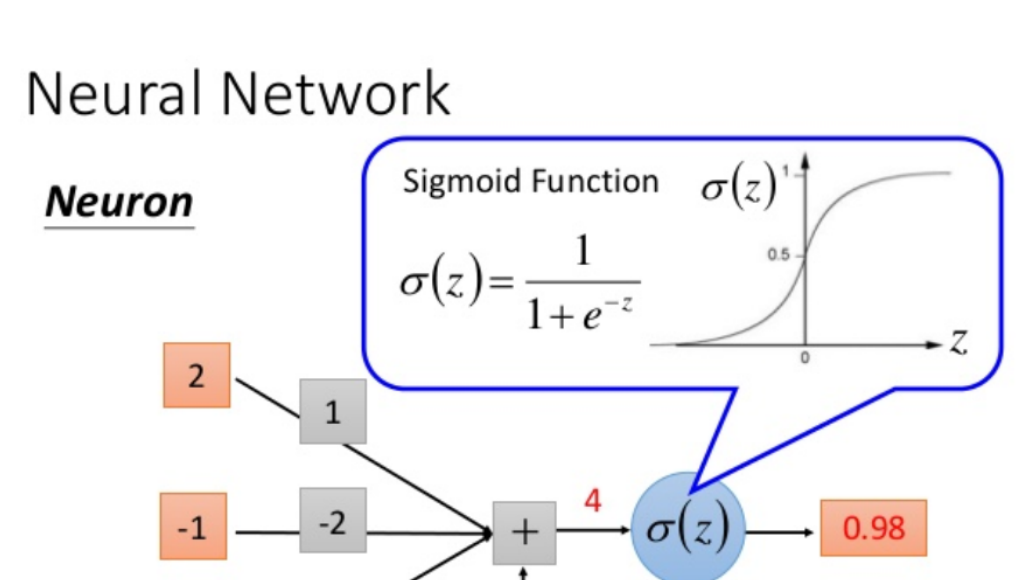 Neural Network
Neuron
Sigmoid Function
σ(z) = 1 / (1 + e^{-z})
σ(z)
1
0.5
0
z
2
1
-1
-2
+
4
σ(z)
0.98